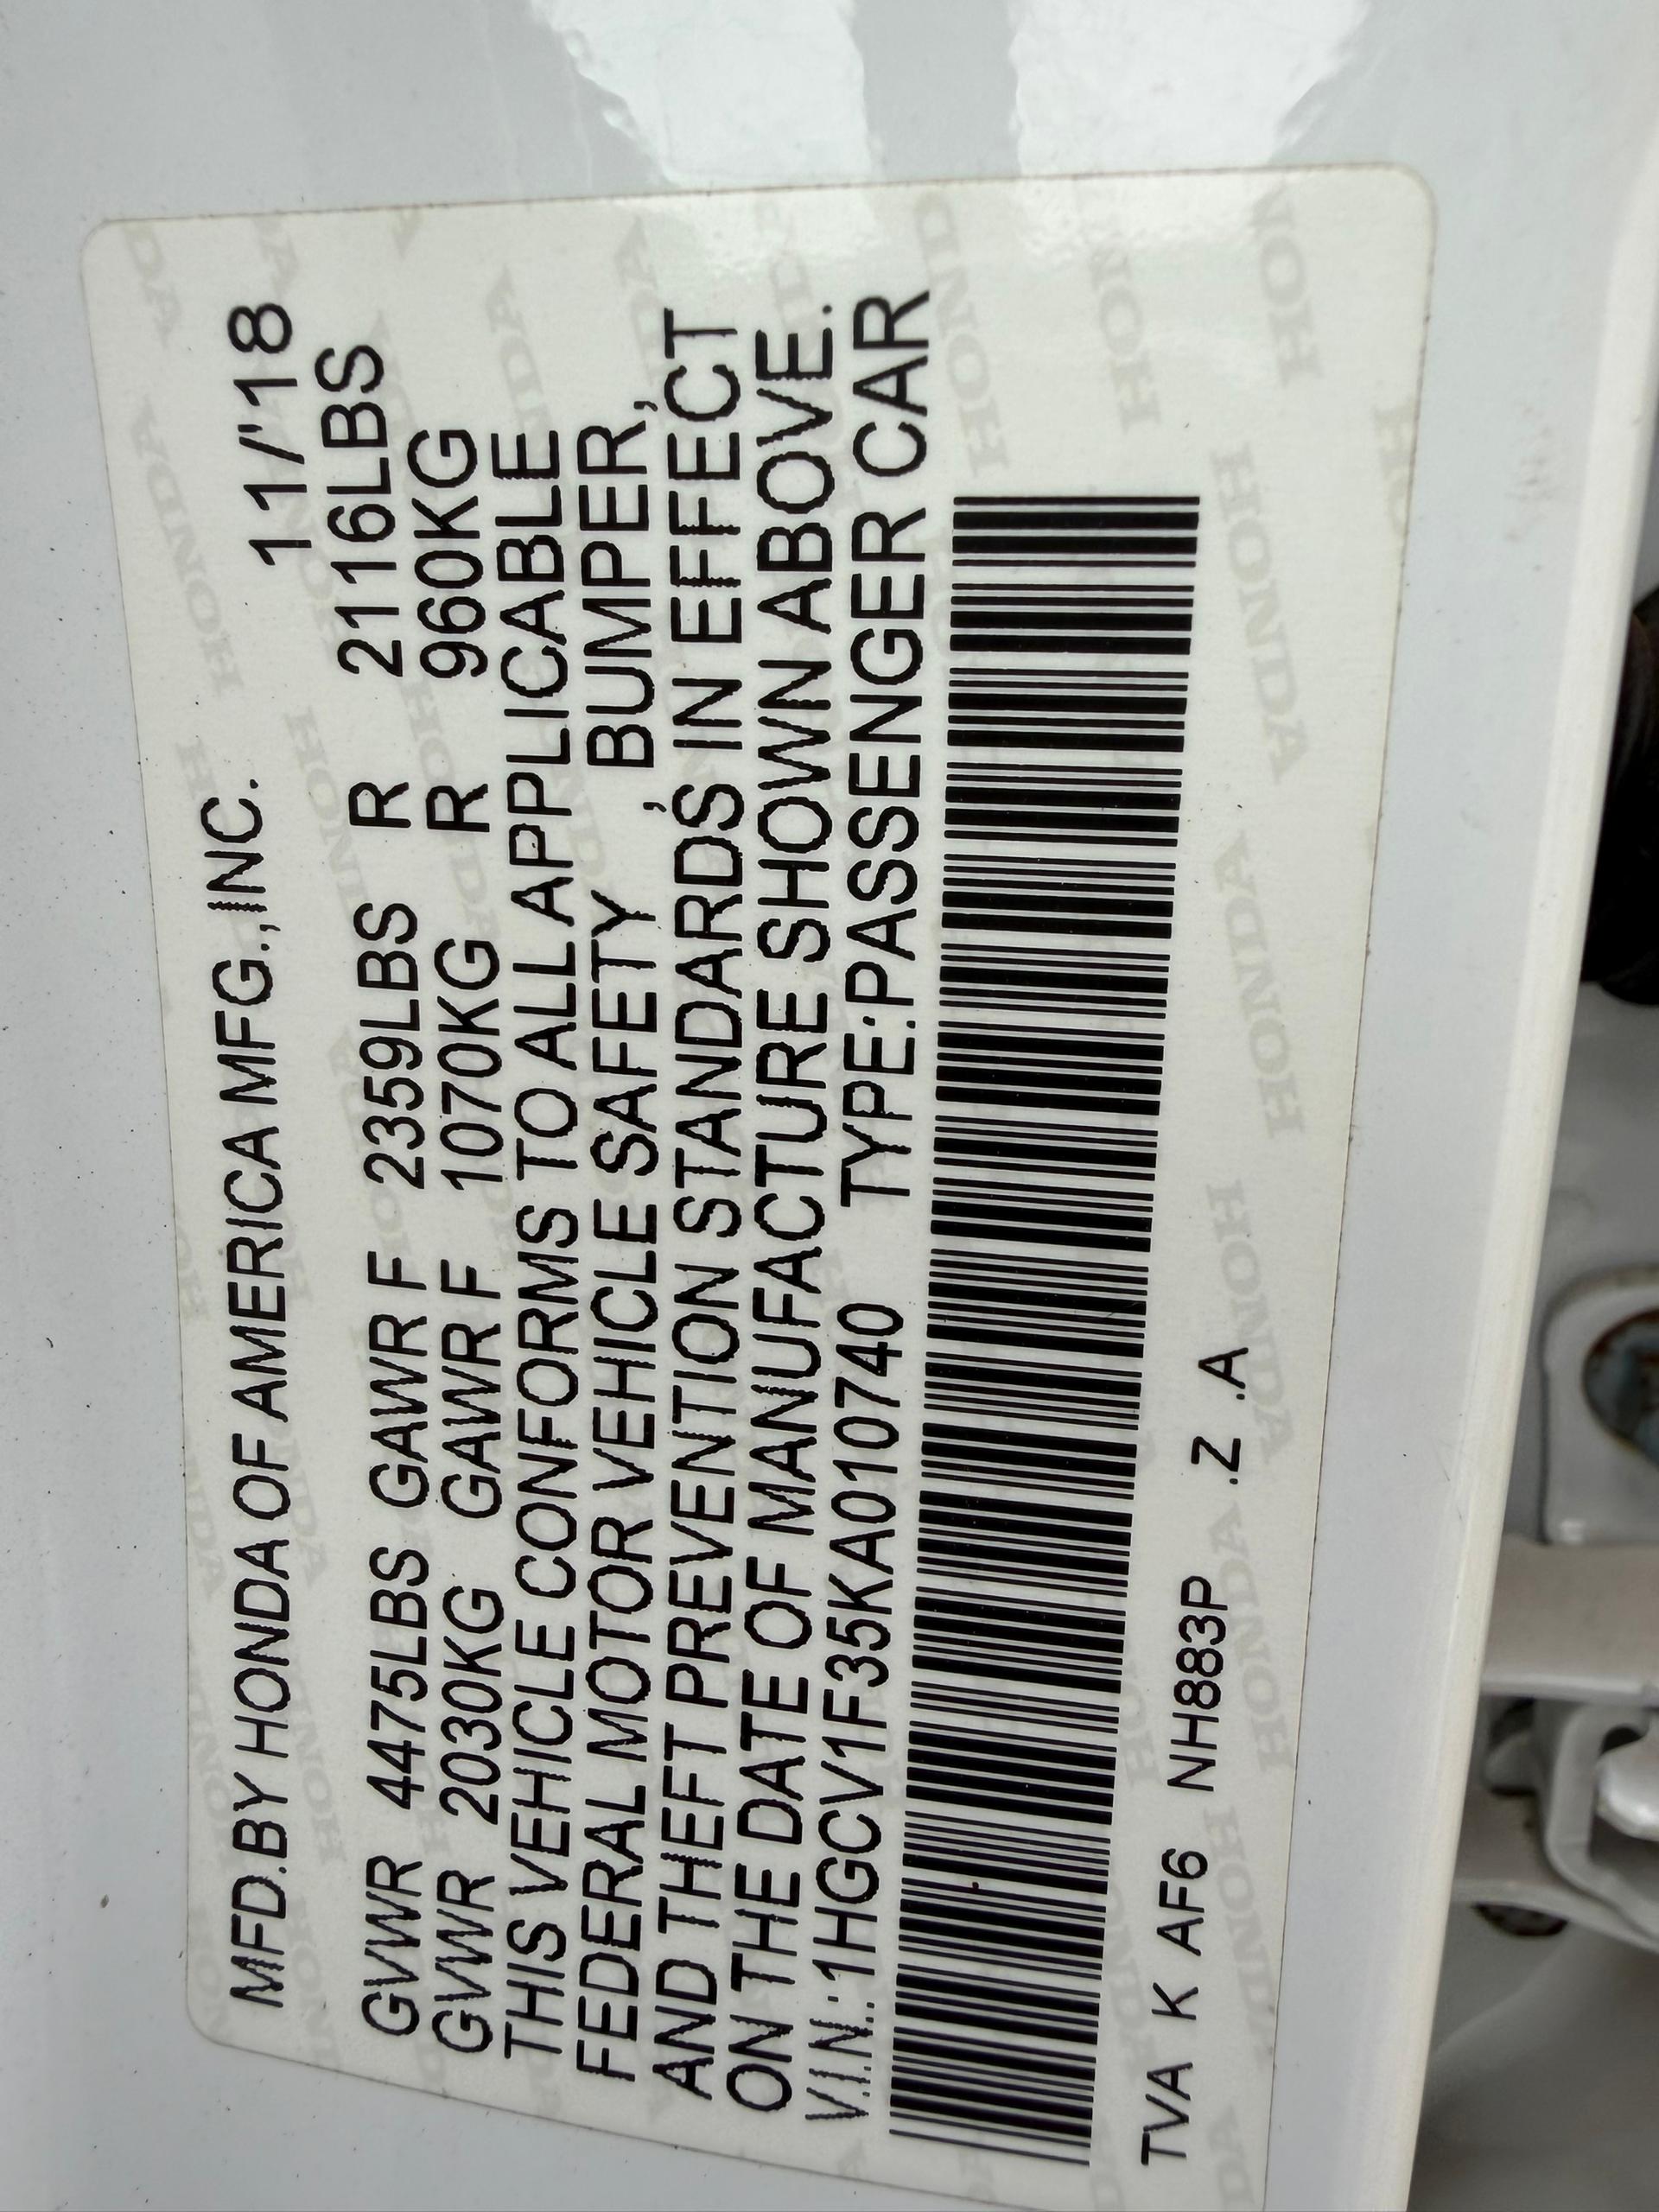 MFD.BY HONDA OF AMERICA MFG.,INC. 11/'18
GVWR 4475LBS GAWR F 2359LBS R 2116LBS
GVWR 2030KG GAWR F 1070KG R 960KG
THIS VEHICLE CONFORMS TO ALL APPLICABLE
FEDERAL MOTOR VEHICLE SAFETY , BUMPER,
AND THEFT PREVENTION STANDARDS, IN EFFECT
ON THE DATE OF MANUFACTURE SHOWN ABOVE.
V.I.N.:1HGCV1F35KA010740 TYPE:PASSENGER CAR
TVA K AF6 NH883P .Z .A